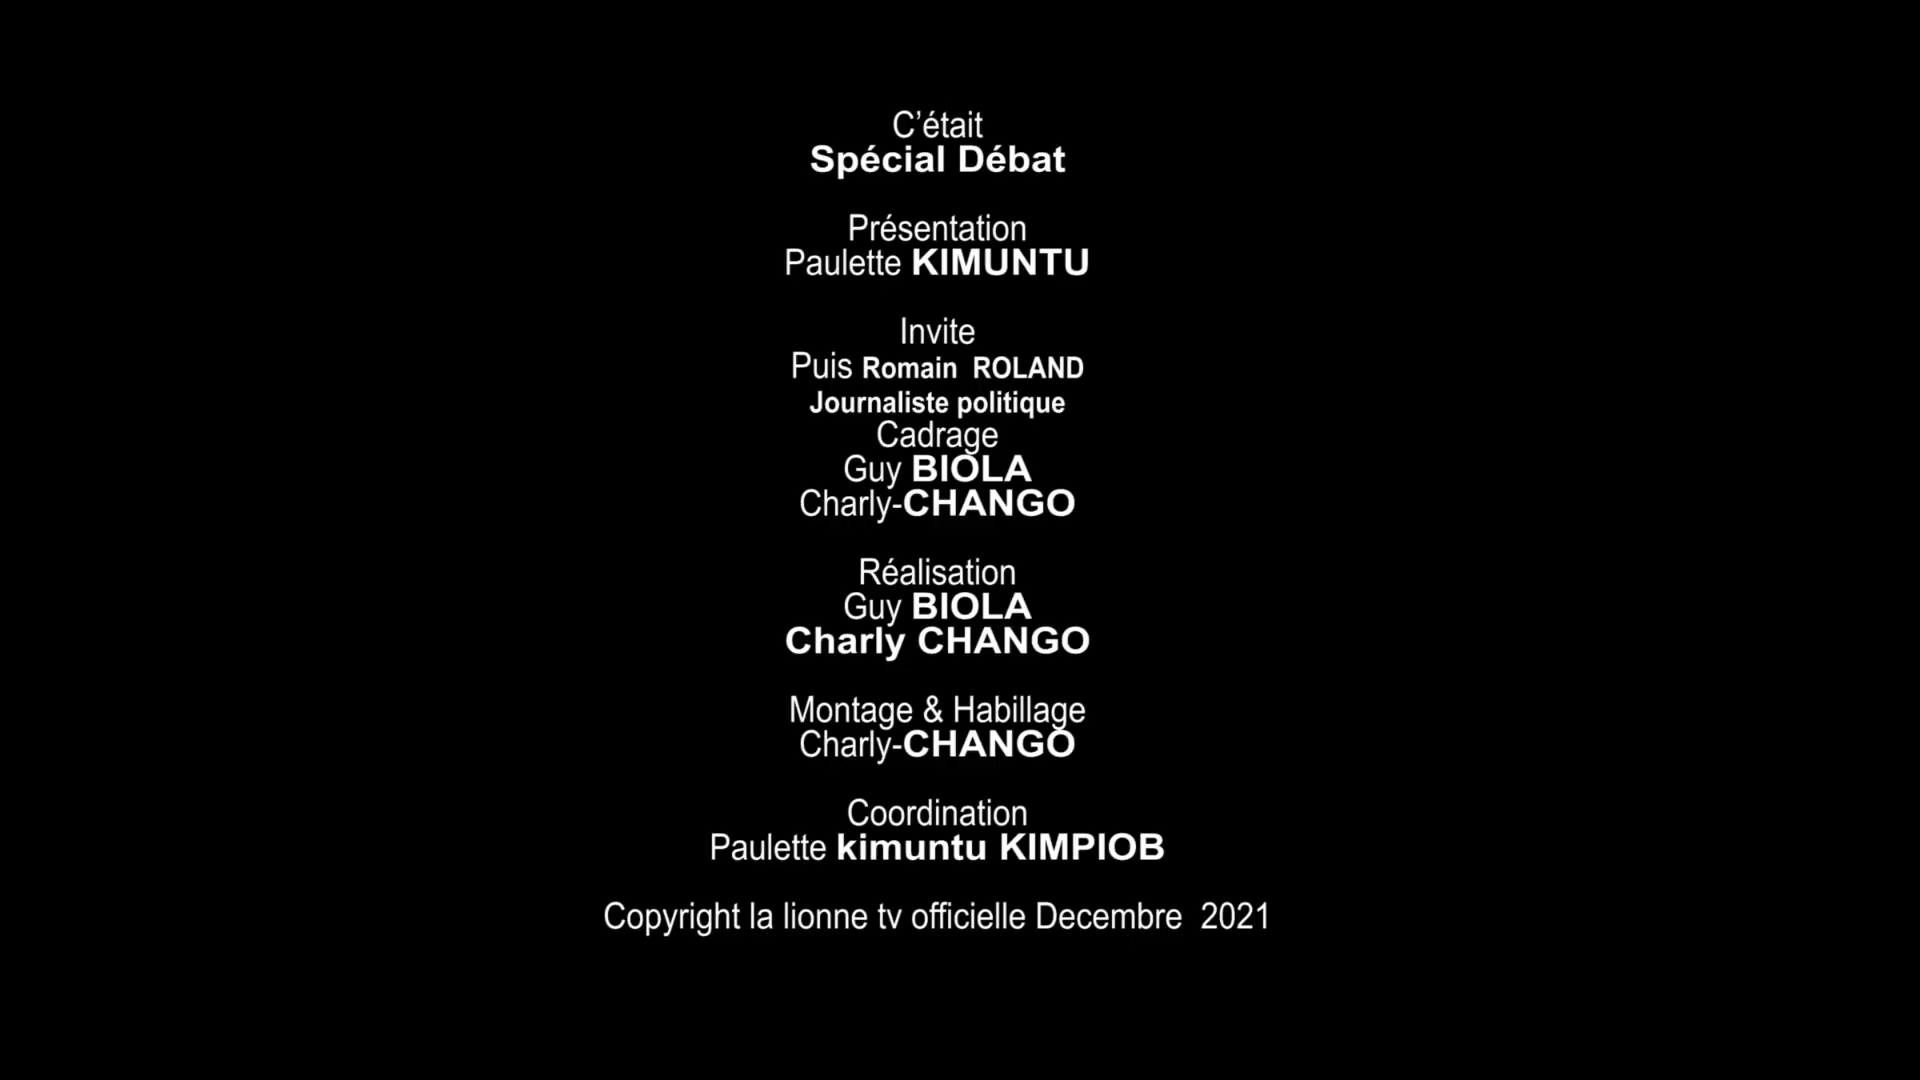 C’était
Spécial Débat
Présentation
Paulette KIMUNTU
Invite
Puis Romain ROLAND
Journaliste politique
Cadrage
Guy BIOLA
Charly-CHANGO
Réalisation
Guy BIOLA
Charly CHANGO
Montage & Habillage
Charly-CHANGO
Coordination
Paulette kimuntu KIMPIOB
Copyright la lionne tv officielle Decembre 2021